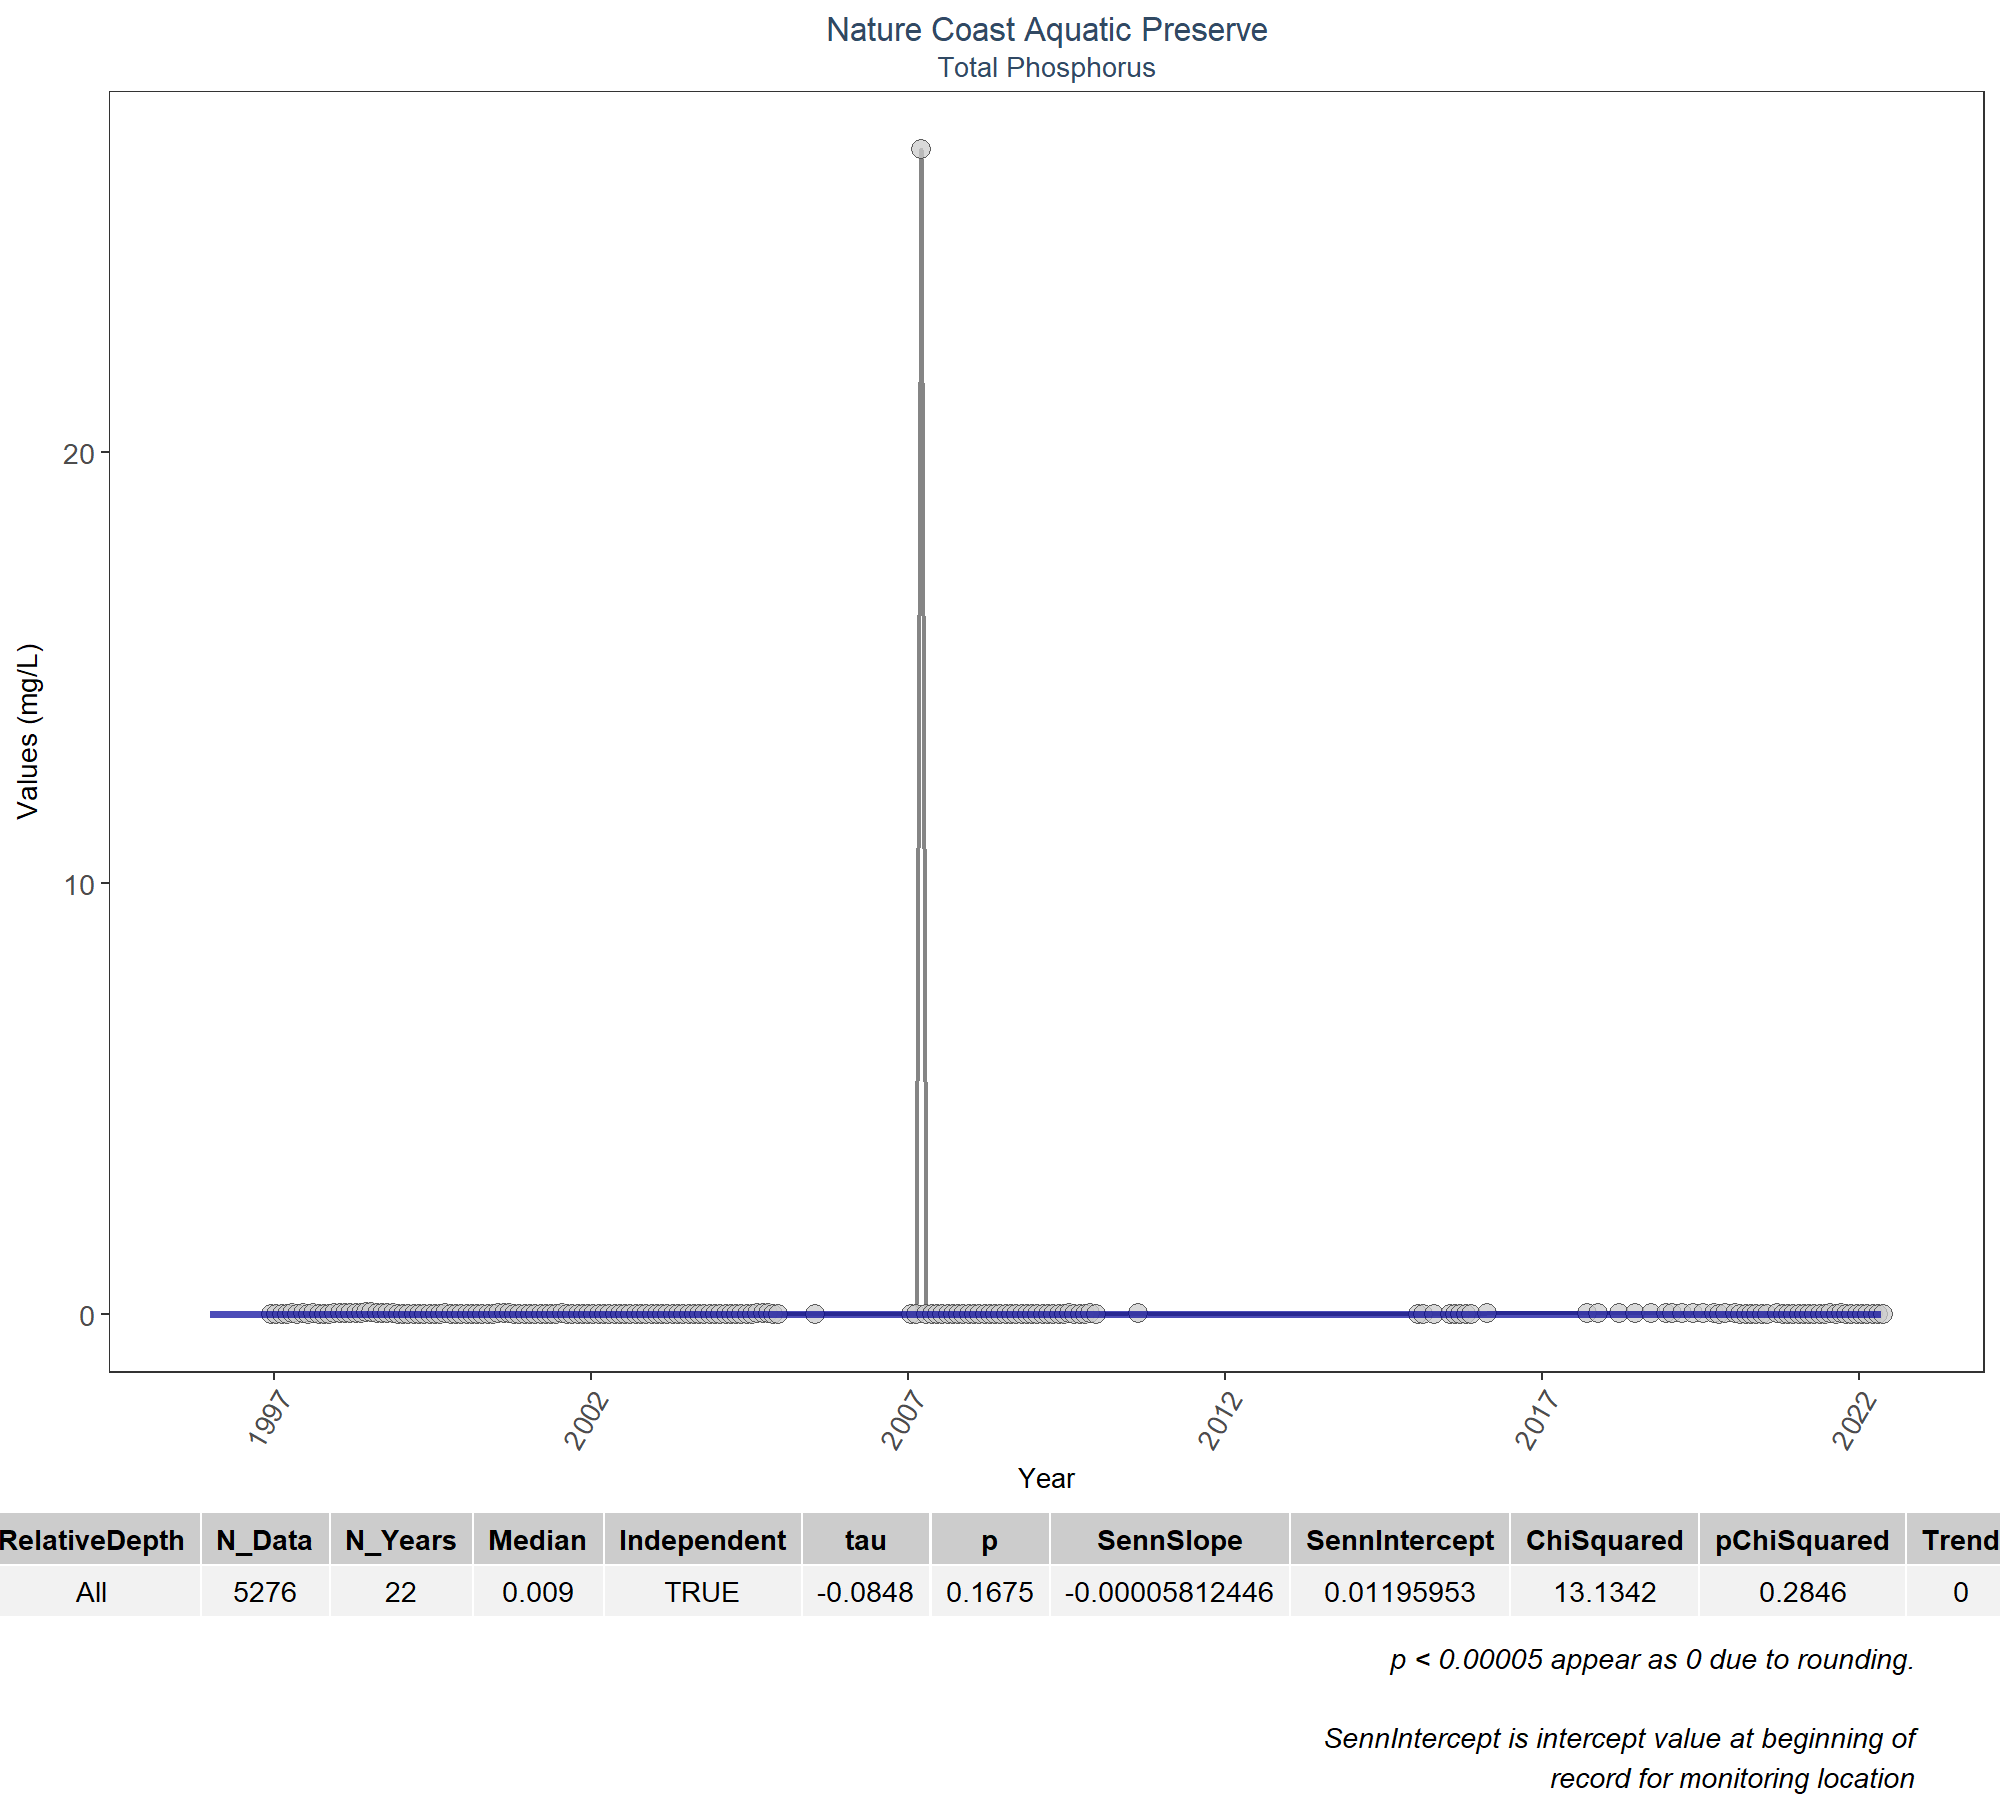 Nature Coast Aquatic Preserve
Total Phosphorus
Values (mg/L)
20
10
0
1997 2002 2007 2012 2017 2022
Year
RelativeDepth N_Data N_Years Median Independent tau p SennSlope SennIntercept ChiSquared pChiSquared Trend
All 5276 22 0.009 TRUE -0.0848 0.1675 -0.00005812446 0.01195953 13.1342 0.2846 0
p < 0.00005 appear as 0 due to rounding.
SennIntercept is intercept value at beginning of
record for monitoring location